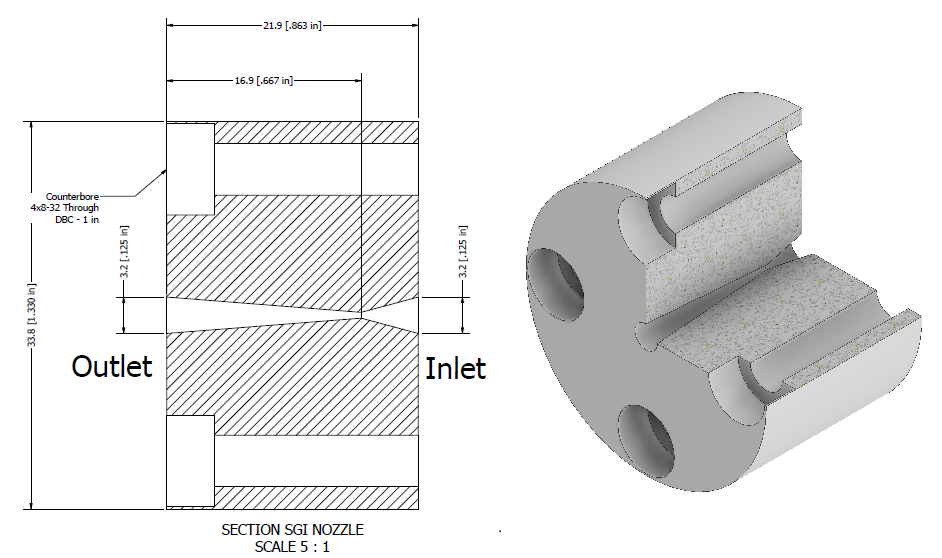 21.9 [.863 in]
16.9 [.667 in]
Counterbore
4x8-32 Through
DBC - 1 in
3.2 [.125 in]
3.2 [.125 in]
33.8 [1.330 in]
Outlet
Inlet
SECTION SGI NOZZLE
SCALE 5 : 1